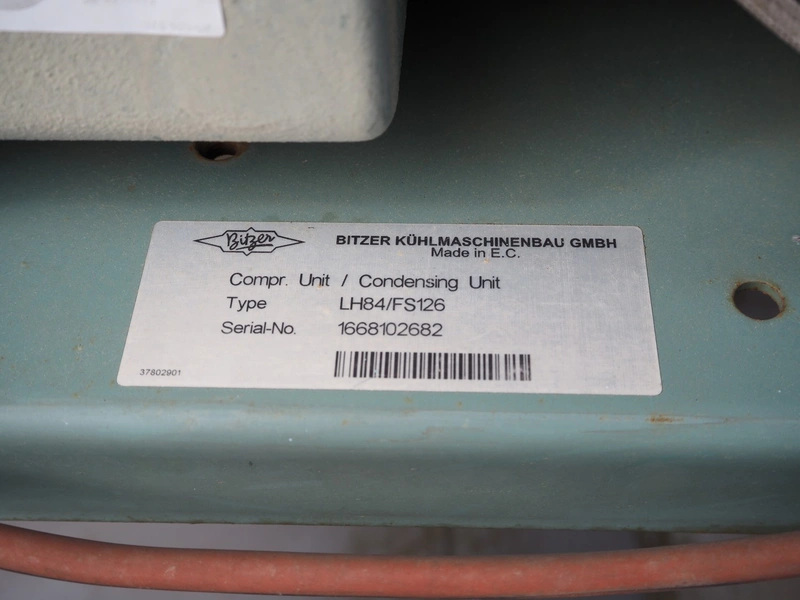 Bitzer
BITZER KÜHLMASCHINENBAU GMBH
Made in E.C.
Compr. Unit / Condensing Unit
Type LH84/FS126
Serial-No. 1668102682
37802901